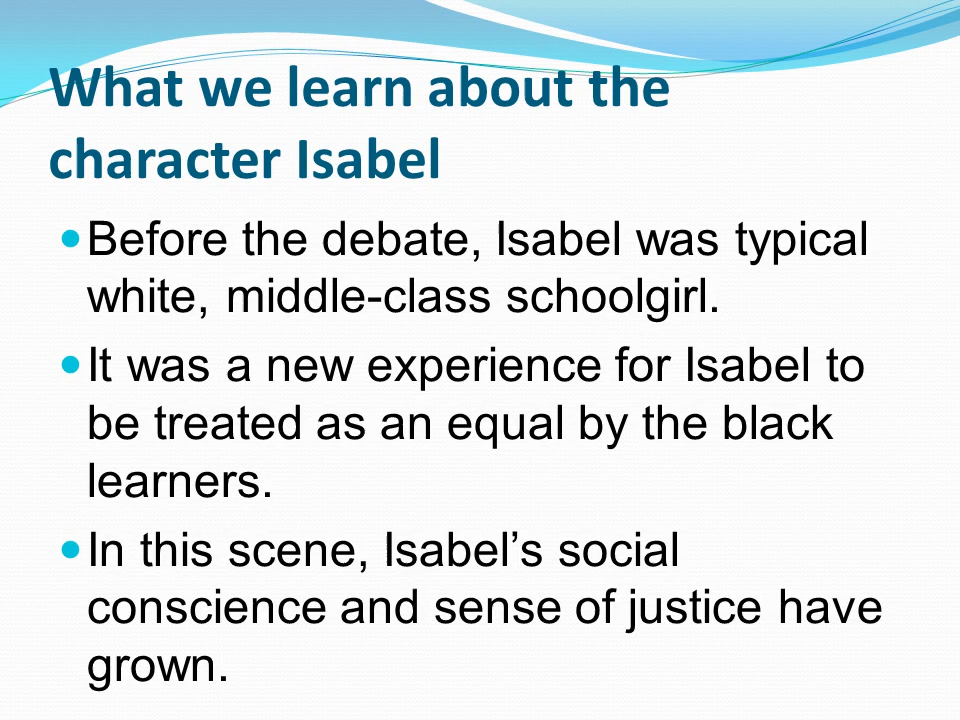 What we learn about the
character Isabel
Before the debate, Isabel was typical
white, middle-class schoolgirl.
It was a new experience for Isabel to
be treated as an equal by the black
learners.
In this scene, Isabel’s social
conscience and sense of justice have
grown.